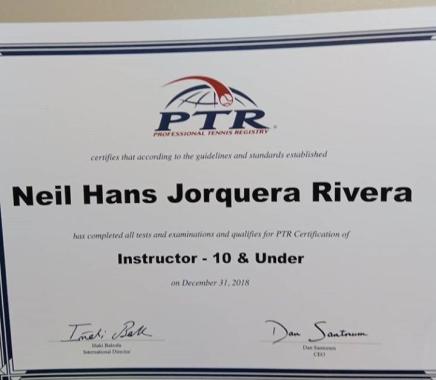 PTR
PROFESSIONAL TENNIS REGISTRY
certifies that according to the guidelines and standards established
Neil Hans Jorquera Rivera
has completed all tests and examinations and qualifies for PTR Certification of
Instructor - 10 & Under
on December 31, 2018
Dan Santorum
Dan Santorum
International Director
CEO